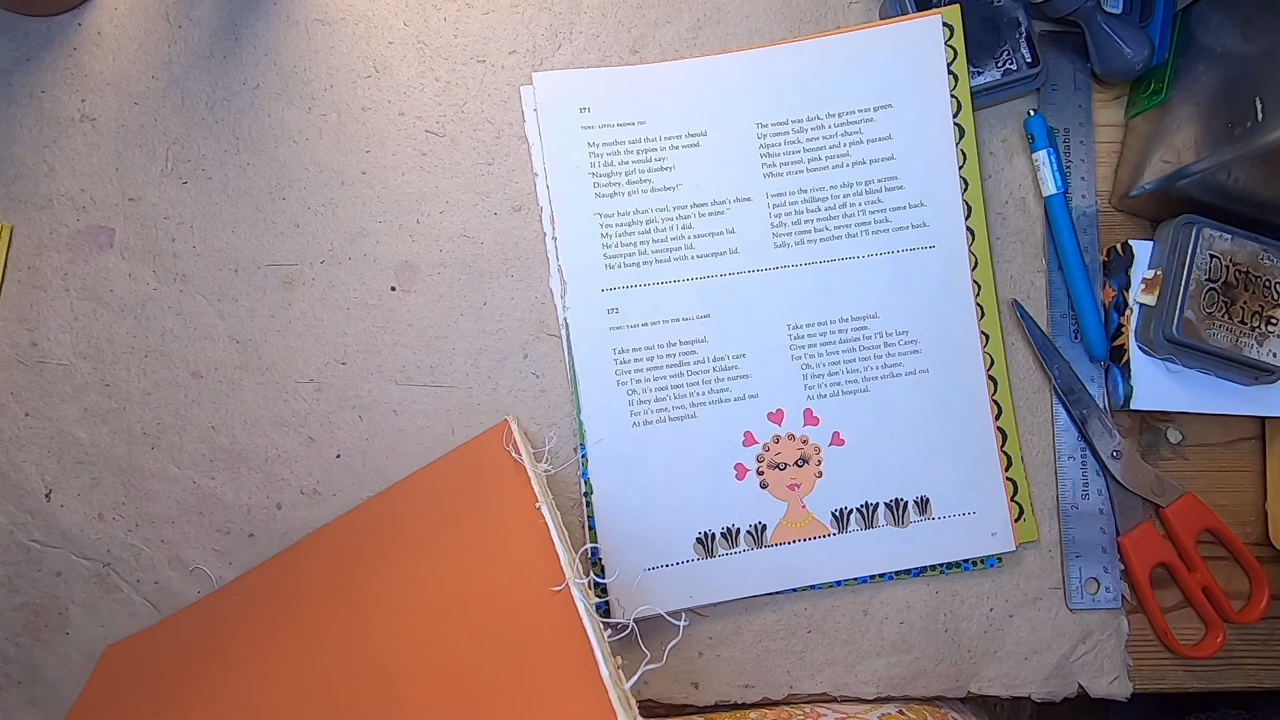 171
TUNE: LITTLE BROWN JUG
My mother said that I never should
Play with the gypies in the wood.
If I did, she would say:
"Naughty girl to disobey!
Disobey, disobey,
Naughty girl to disobey!"
"Your hair shan't curl, your shoes shan't shine,
You naughty girl, you shan't be mine."
My father said that if I did,
He'd bang my head with a saucepan lid.
Saucepan lid, saucepan lid,
He'd bang my head with a saucepan lid.
The wood was dark, the grass was green.
Up comes Sally with a tambourine.
Alpaca frock, new scarf-shawl,
White straw bonnet and a pink parasol.
Pink parasol, pink parasol,
White straw bonnet and a pink paresol.
I went to the river, no ship to get across.
I paid ten shillings for an old blind horse.
I up on his back and off in a crack,
Sally, tell my mother that I'll never come back.
Never come back, never come back,
Sally, tell my mother that I'll never come back.
172
TUNE: TAKE ME OUT TO THE BALL GAME
Take me out to the hospital,
Take me up to my room.
Give me some needles and I don't care
For I'm in love with Doctor Kildare.
Oh, it's root toot toot for the nurses:
If they don't kiss it's a shame,
For it's one, two, three strikes and out
At the old hospital.
Take me out to the hospital,
Take me up to my room.
Give me some daisies for I'll be lazy
For I'm in love with Doctor Ben Casey.
Oh, it's root toot toot for the nurses:
If they don't kiss, it's a shame,
For it's one, two, three strikes and out
At the old hospital.
97
Distress
Oxide
Stainless S
inoxydable